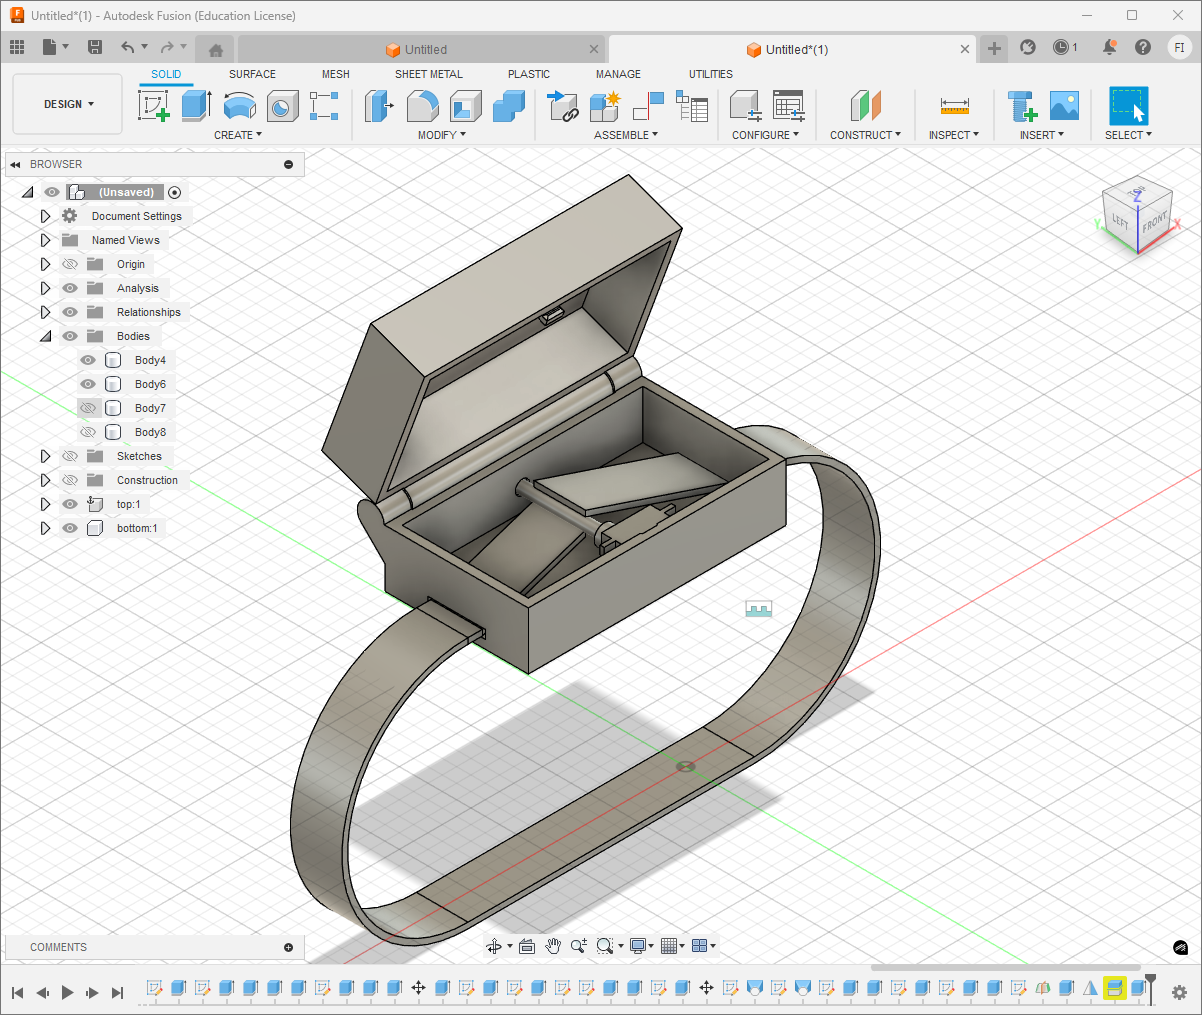 Untitled*(1) - Autodesk Fusion (Education License)
Untitled
Untitled*(1)
1
FI
DESIGN
SOLID
SURFACE
MESH
SHEET METAL
PLASTIC
MANAGE
UTILITIES
CREATE
MODIFY
ASSEMBLE
CONFIGURE
CONSTRUCT
INSPECT
INSERT
SELECT
BROWSER
(Unsaved)
Document Settings
Named Views
Origin
Analysis
Relationships
Bodies
Body4
Body6
Body7
Body8
Sketches
Construction
top:1
bottom:1
TOP
Z
LEFT
FRONT
Y
X
COMMENTS